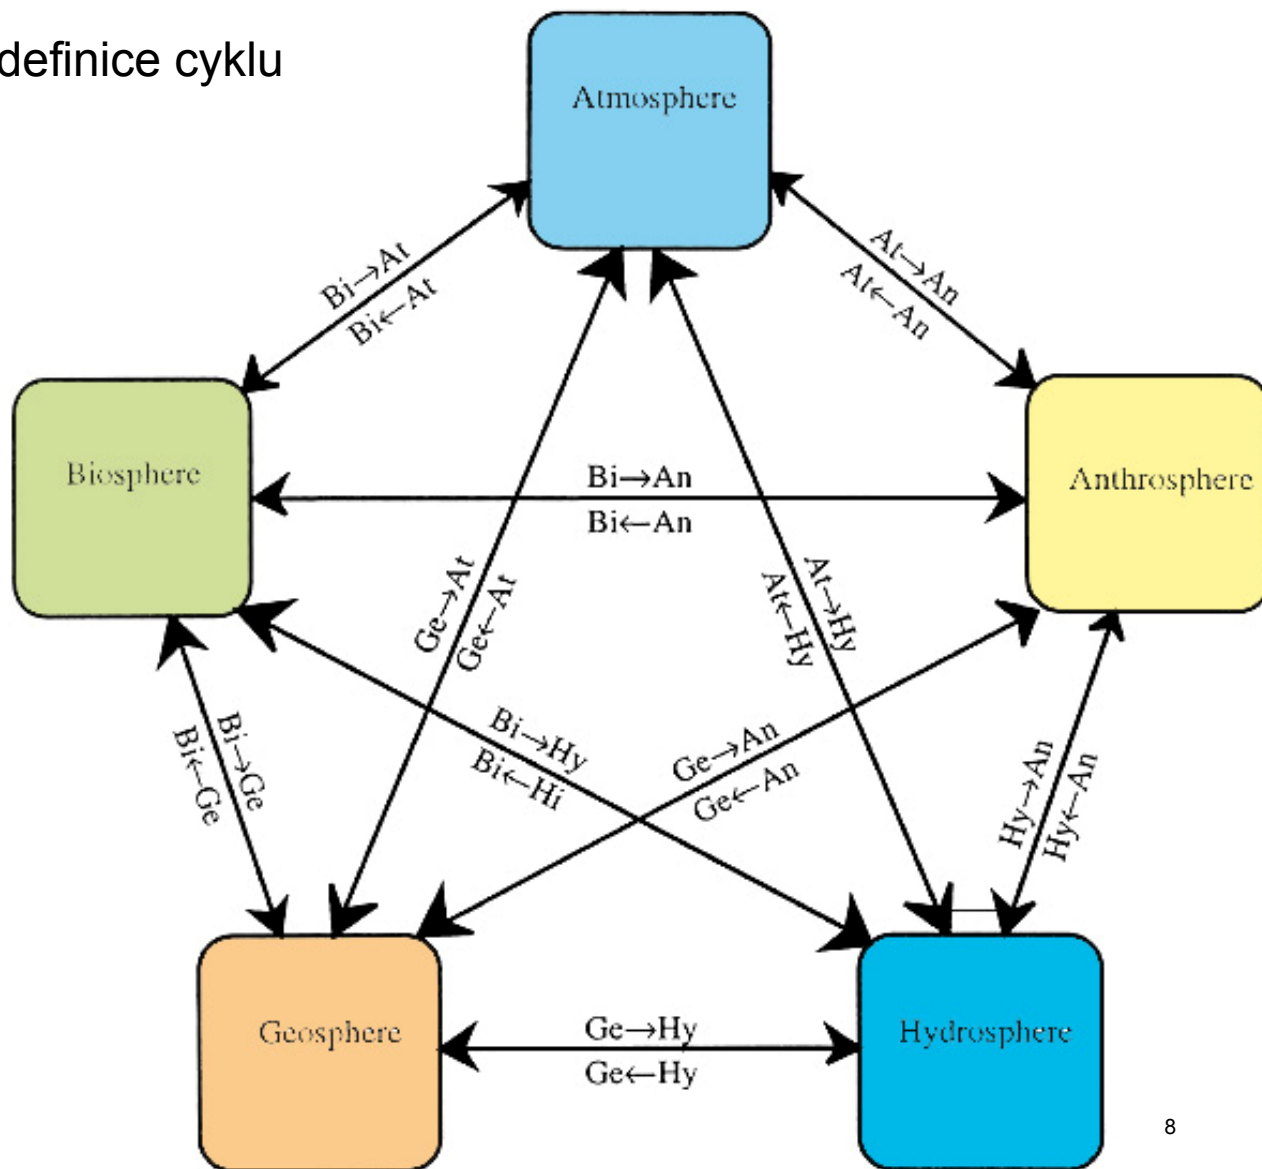 definice cyklu
Atmosphere
Bi→At
Bi←At
At→An
At←An
Biosphere
Bi→An
Bi←An
Anthrosphere
Ge→At
Ge←At
At→Hy
At←Hy
Bi→Ge
Bi←Ge
Bi→Hy
Bi←Hi
Ge→An
Ge←An
Hy→An
Hy←An
Geosphere
Ge→Hy
Ge←Hy
Hydrosphere
8